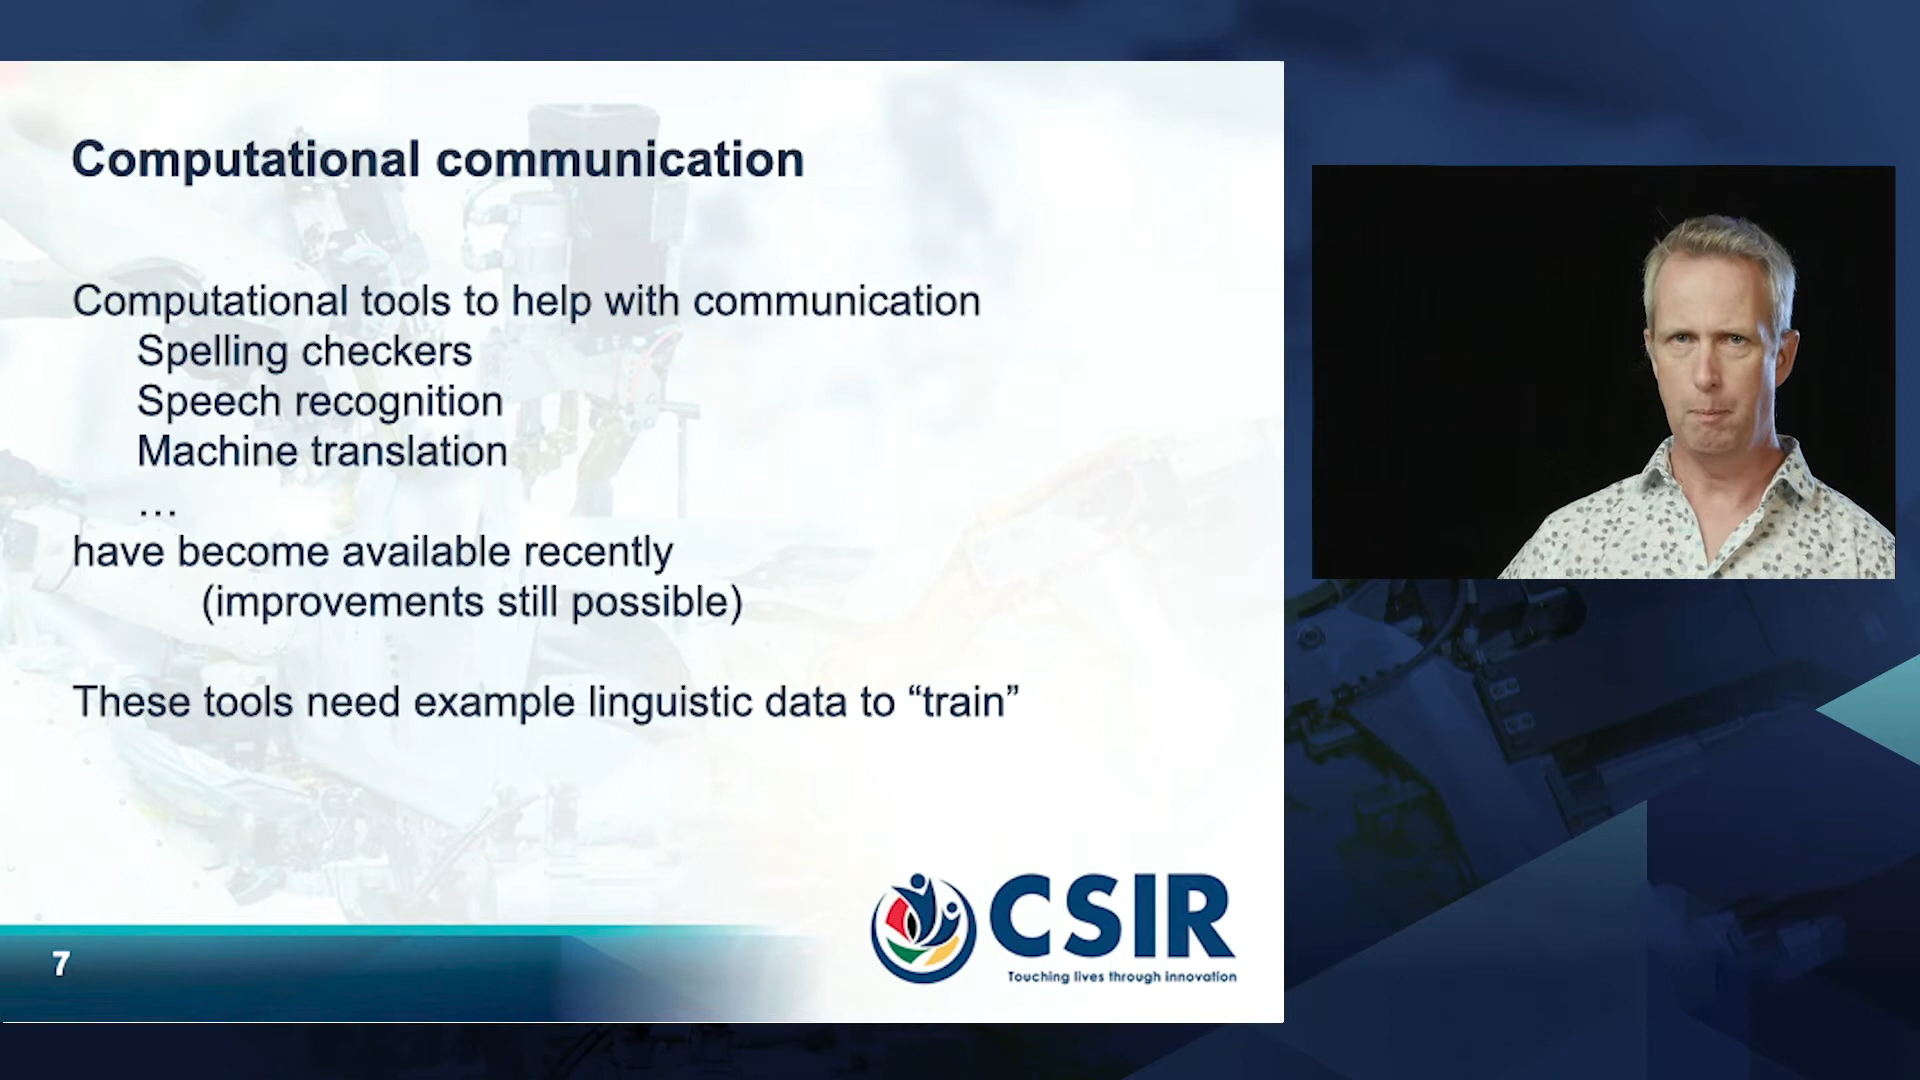 Computational communication
Computational tools to help with communication
Spelling checkers
Speech recognition
Machine translation
…
have become available recently
(improvements still possible)
These tools need example linguistic data to “train”
7
CSIR
Touching lives through innovation